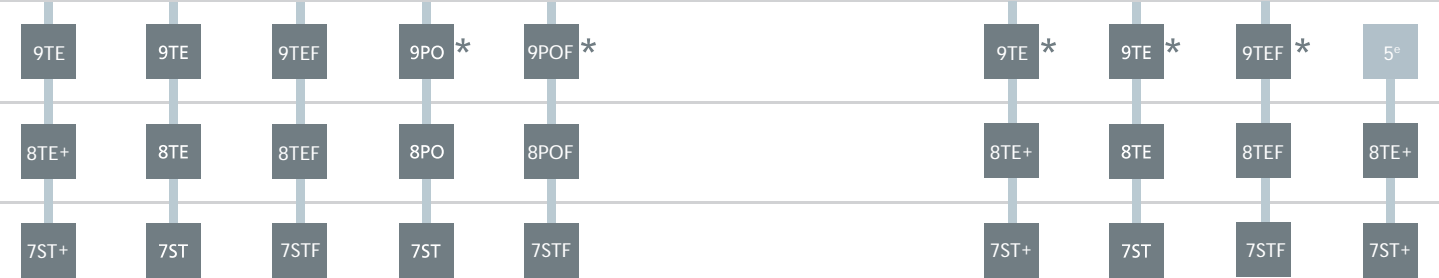 9TE 9TE 9TEF 9PO* 9POF* 9TE* 9TE* 9TEF* 5e
8TE+ 8TE 8TEF 8PO 8POF 8TE+ 8TE 8TEF 8TE+
7ST+ 7ST 7STF 7ST 7STF 7ST+ 7ST 7STF 7ST+